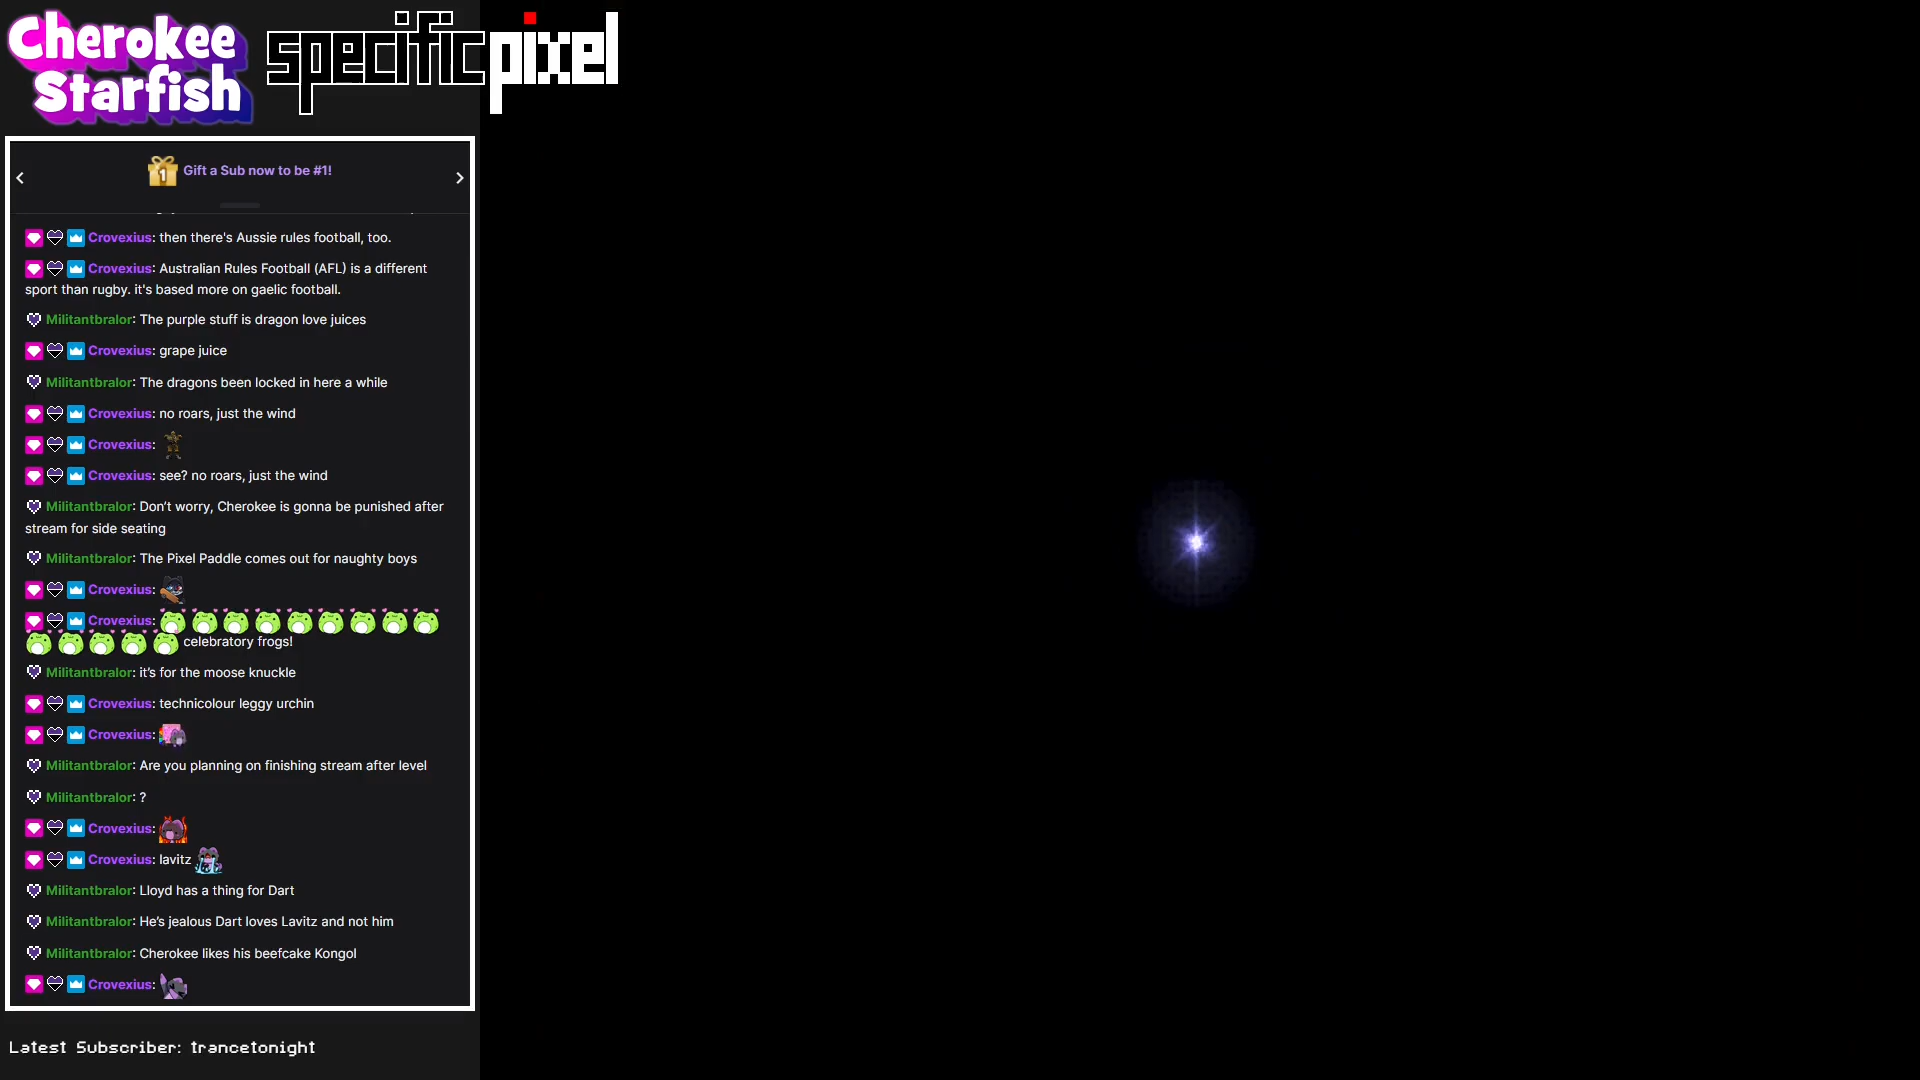 Cherokee
Starfish
specificpixel
1
Gift a Sub now to be #1!
Crovexius: then there's Aussie rules football, too.
Crovexius: Australian Rules Football (AFL) is a different
sport than rugby. it's based more on gaelic football.
Militantbralor: The purple stuff is dragon love juices
Crovexius: grape juice
Militantbralor: The dragons been locked in here a while
Crovexius: no roars, just the wind
Crovexius:
Crovexius: see? no roars, just the wind
Militantbralor: Don’t worry, Cherokee is gonna be punished after
stream for side seating
Militantbralor: The Pixel Paddle comes out for naughty boys
Crovexius:
Crovexius:
celebratory frogs!
Militantbralor: it’s for the moose knuckle
Crovexius: technicolour leggy urchin
Crovexius:
Militantbralor: Are you planning on finishing stream after level
Militantbralor: ?
Crovexius:
Crovexius: lavitz
Militantbralor: Lloyd has a thing for Dart
Militantbralor: He’s jealous Dart loves Lavitz and not him
Militantbralor: Cherokee likes his beefcake Kongol
Crovexius:
Latest Subscriber: trancetonight